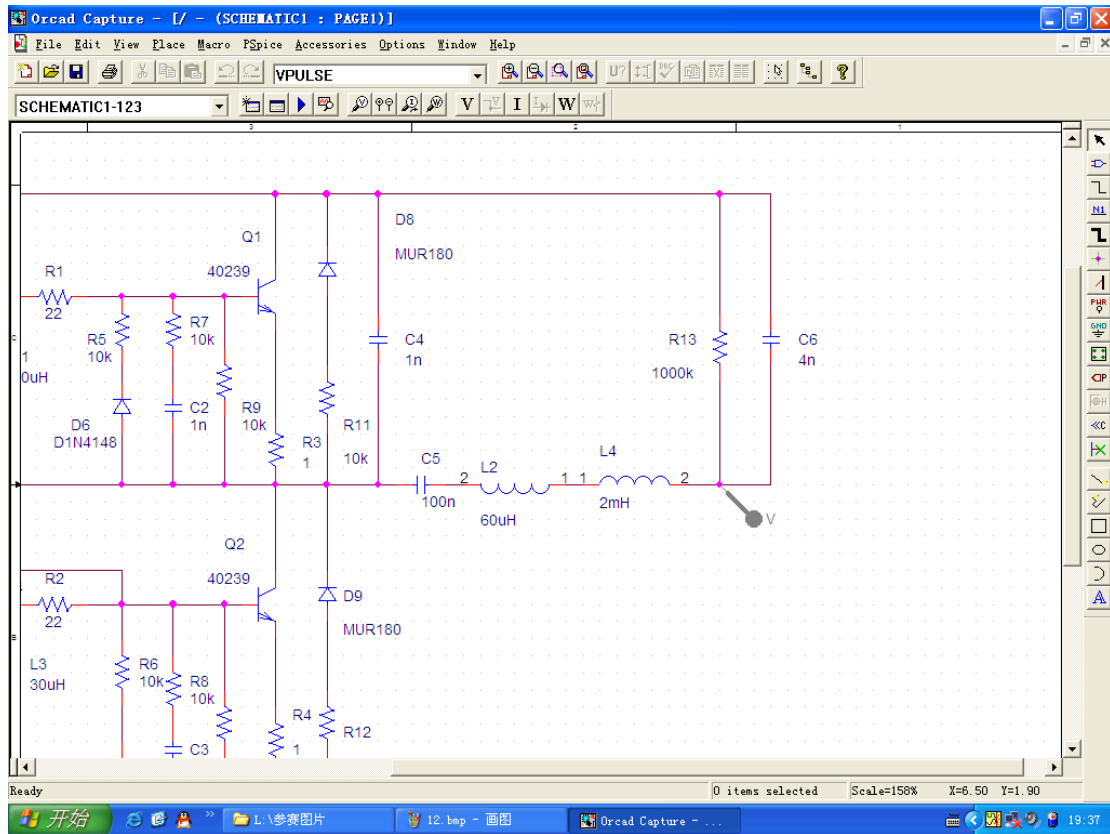 Orcad Capture - [/ - (SCHEMATIC1 : PAGE1)]
File Edit View Place Macro PSpice Accessories Options Window Help
VPULSE
U?
SCHEMATIC1-123
V I W
3 2 1
D8
MUR180
Q1
40239
R1
22
R5
10k
R7
10k
C4
1n
R13
1000k
C6
4n
1
0uH
D6
D1N4148
C2
1n
R9
10k
R3
1
R11
10k
C5
100n
2 L2 1
60uH
1 L4 2
2mH
V
Q2
40239
R2
22
D9
MUR180
L3
30uH
R6
10k
R8
10k
R4
1
R12
C3
N1
PWR
GND
P
H
C
A
Ready
0 items selected Scale=158% X=6.50 Y=1.90
开始
L:\参赛图片
12.bmp - 画图
Orcad Capture - ...
19:37